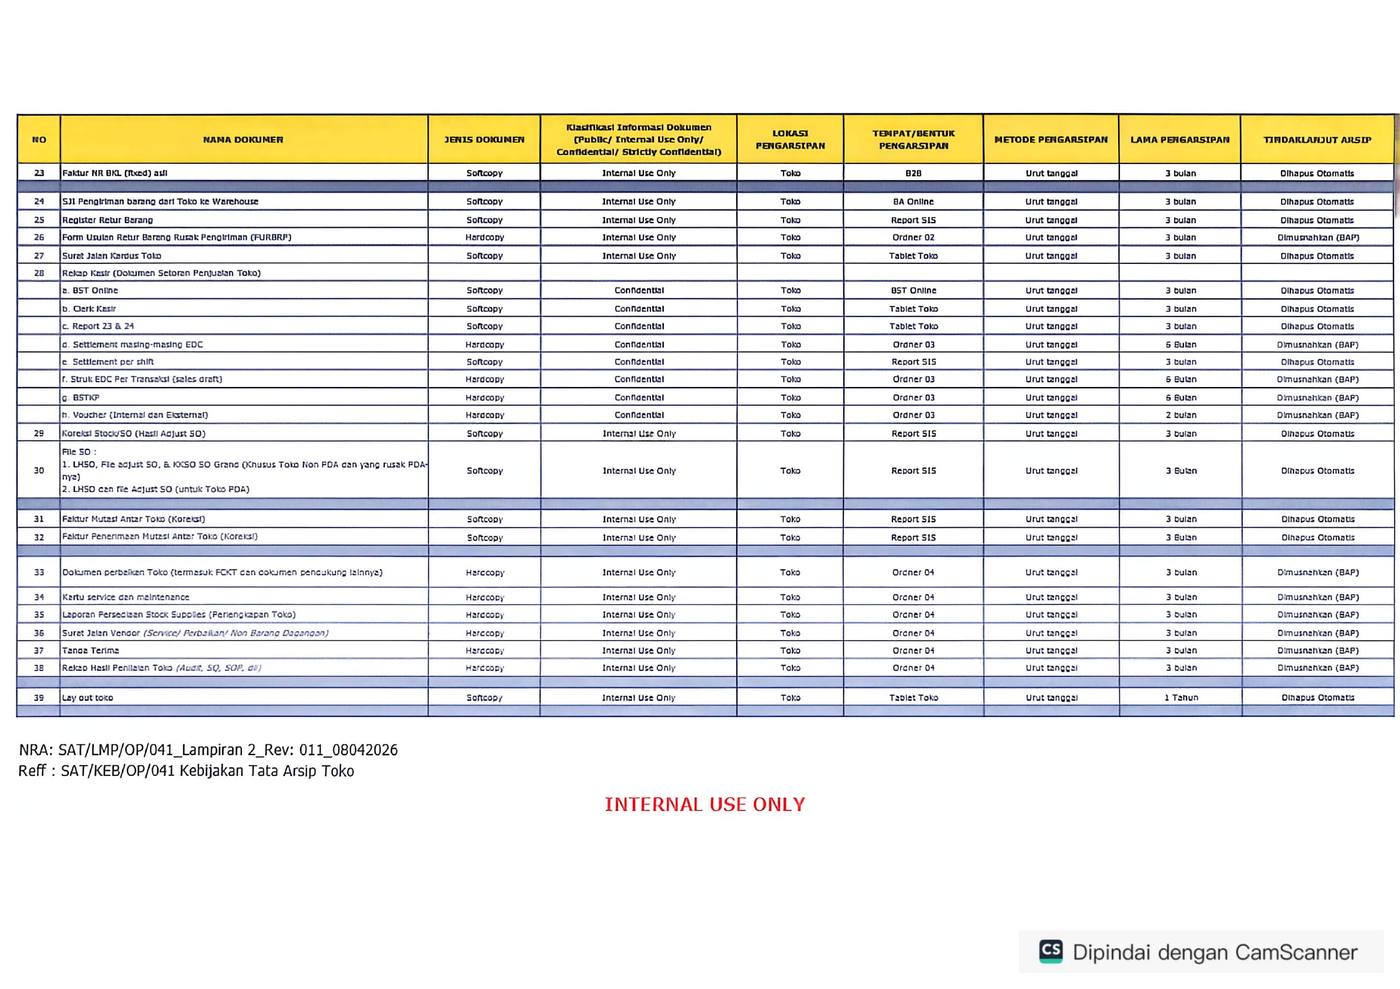 NO NAMA DOKUMEN JENIS DOKUMEN Klasifikasi Informasi Dokumen (Public/ Internal Use Only/ Confidential/ Strictly Confidential) LOKASI PENGARSIPAN TEMPAT/BENTUK PENGARSIPAN METODE PENGARSIPAN LAMA PENGARSIPAN TINDAKLANJUT ARSIP
23 Faktur NR BKL (fixed) asli Softcopy Internal Use Only Toko B2B Urut tanggal 3 bulan Dihapus Otomatis
24 SJI Pengiriman barang dari Toko ke Warehouse Softcopy Internal Use Only Toko BA Online Urut tanggal 3 bulan Dihapus Otomatis
25 Register Retur Barang Softcopy Internal Use Only Toko Report SIS Urut tanggal 3 bulan Dihapus Otomatis
26 Form Usulan Retur Barang Rusak Pengiriman (FURBRP) Hardcopy Internal Use Only Toko Ordner 02 Urut tanggal 3 bulan Dimusnahkan (BAP)
27 Surat Jalan Kardus Toko Softcopy Internal Use Only Toko Tablet Toko Urut tanggal 3 bulan Dihapus Otomatis
28 Rekap Kasir (Dokumen Setoran Penjualan Toko)
a. BST Online Softcopy Confidential Toko BST Online Urut tanggal 3 bulan Dihapus Otomatis
b. Clerk Kasir Softcopy Confidential Toko Tablet Toko Urut tanggal 3 bulan Dihapus Otomatis
c. Report 23 & 24 Softcopy Confidential Toko Tablet Toko Urut tanggal 3 bulan Dihapus Otomatis
d. Settlement masing-masing EDC Hardcopy Confidential Toko Ordner 03 Urut tanggal 6 Bulan Dimusnahkan (BAP)
e. Settlement per shift Softcopy Confidential Toko Report SIS Urut tanggal 3 bulan Dihapus Otomatis
f. Struk EDC Per Transaksi (sales draft) Hardcopy Confidential Toko Ordner 03 Urut tanggal 6 Bulan Dimusnahkan (BAP)
g. BSTKP Hardcopy Confidential Toko Ordner 03 Urut tanggal 6 Bulan Dimusnahkan (BAP)
h. Voucher (Internal dan Eksternal) Hardcopy Confidential Toko Ordner 03 Urut tanggal 2 bulan Dimusnahkan (BAP)
29 Koreksi Stock/SO (Hasil Adjust SO) Softcopy Internal Use Only Toko Report SIS Urut tanggal 3 bulan Dihapus Otomatis
File SO :
1. LHSO, File adjust SO, & KKSO SO Grand (Khusus Toko Non PDA dan yang rusak PDA-
30 nya) Softcopy Internal Use Only Toko Report SIS Urut tanggal 3 Bulan Dihapus Otomatis
2. LHSO dan file Adjust SO (untuk Toko PDA)
31 Faktur Mutasi Antar Toko (Koreksi) Softcopy Internal Use Only Toko Report SIS Urut tanggal 3 bulan Dihapus Otomatis
32 Faktur Penerimaan Mutasi Antar Toko (Koreksi) Softcopy Internal Use Only Toko Report SIS Urut tanggal 3 Bulan Dihapus Otomatis
33 Dokumen perbaikan Toko (termasuk FCKT dan dokumen pendukung lainnya) Hardcopy Internal Use Only Toko Ordner 04 Urut tanggal 3 bulan Dimusnahkan (BAP)
34 Kartu service dan maintenance Hardcopy Internal Use Only Toko Ordner 04 Urut tanggal 3 bulan Dimusnahkan (BAP)
35 Laporan Persediaan Stock Supplies (Perlengkapan Toko) Hardcopy Internal Use Only Toko Ordner 04 Urut tanggal 3 bulan Dimusnahkan (BAP)
36 Surat Jalan Vendor (Service/ Perbaikan/ Non Barang Dagangan) Hardcopy Internal Use Only Toko Ordner 04 Urut tanggal 3 bulan Dimusnahkan (BAP)
37 Tanda Terima Hardcopy Internal Use Only Toko Ordner 04 Urut tanggal 3 bulan Dimusnahkan (BAP)
38 Rekap Hasil Penilaian Toko (Audit, SQ, SOP, dll) Hardcopy Internal Use Only Toko Ordner 04 Urut tanggal 3 bulan Dimusnahkan (BAP)
39 Lay out toko Softcopy Internal Use Only Toko Tablet Toko Urut tanggal 1 Tahun Dihapus Otomatis
NRA: SAT/LMP/OP/041_Lampiran 2_Rev: 011_08042026
Reff : SAT/KEB/OP/041 Kebijakan Tata Arsip Toko
INTERNAL USE ONLY
CS Dipindai dengan CamScanner